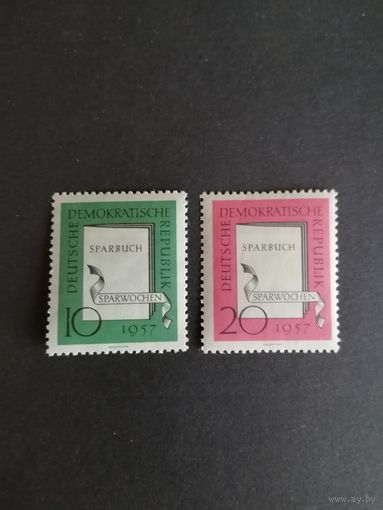 DEUTSCHE DEMOKRATISCHE REPUBLIK
SPARBUCH
SPARWOCHEN
10 1957
DEUTSCHE DEMOKRATISCHE REPUBLIK
SPARBUCH
SPARWOCHEN
20 1957
www.ay.by